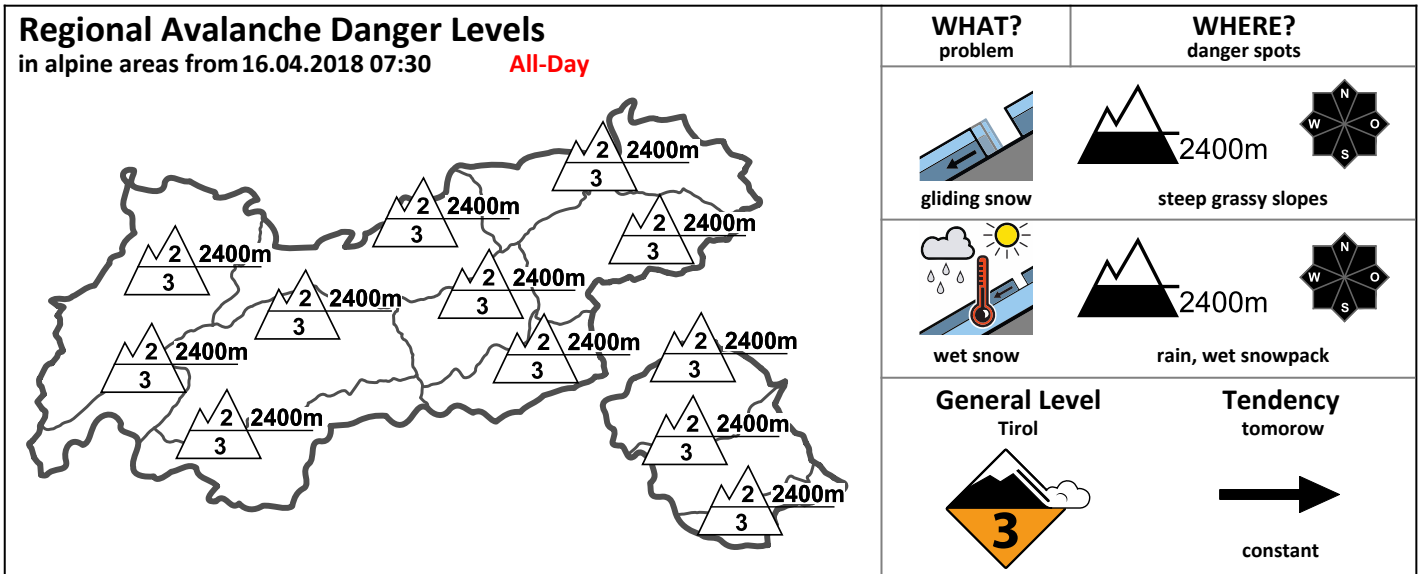 Regional Avalanche Danger Levels
in alpine areas from 16.04.2018 07:30 All-Day
2 2400m
3
2 2400m
3
2 2400m
3
2 2400m
3
2 2400m
3
2 2400m
3
2 2400m
3
2 2400m
3
2 2400m
3
2 2400m
3
2 2400m
3
2 2400m
3
WHAT?
problem
WHERE?
danger spots
2400m
N
W O
S
gliding snow
steep grassy slopes
2400m
N
W O
S
wet snow
rain, wet snowpack
General Level
Tirol
3
Tendency
tomorow
constant